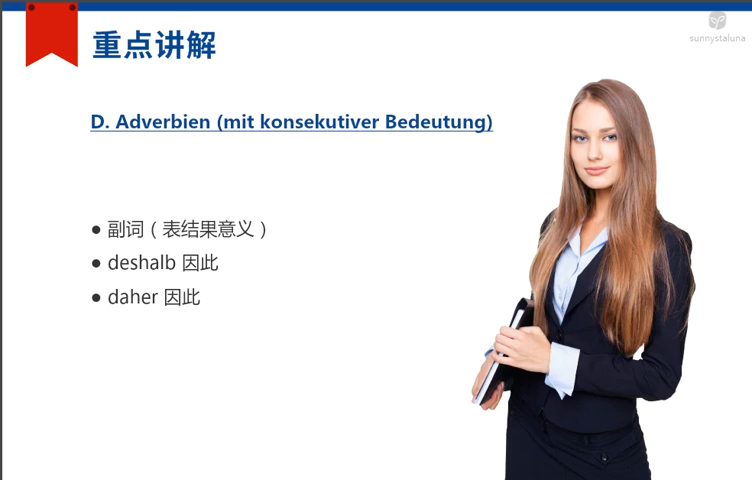 sunnystaluna
重点讲解
D. Adverbien (mit konsekutiver Bedeutung)
● 副词（表结果意义）
● deshalb 因此
● daher 因此